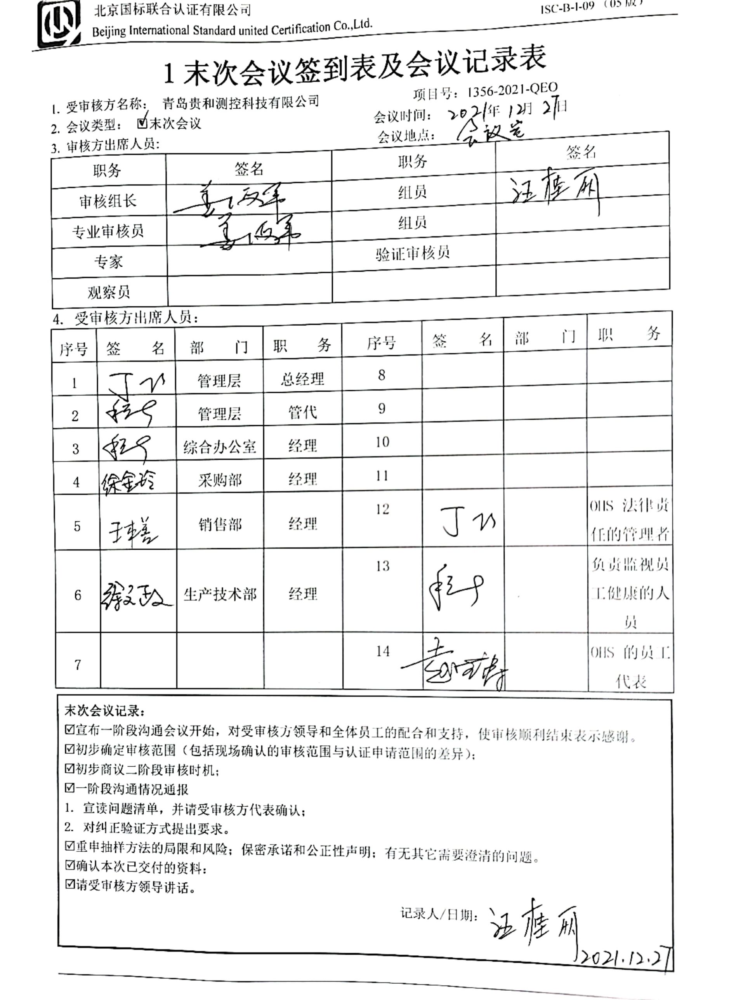 北京国标联合认证有限公司
ISC-B-I-09（05版）
Beijing International Standard united Certification Co.,Ltd.
1 末次会议签到表及会议记录表
项目号：1356-2021-QEO
1. 受审核方名称： 青岛贵和测控科技有限公司
会议时间： 2021年 12月 27日
2. 会议类型： ☑末次会议
会议地点： 会议室
3. 审核方出席人员：
职务 签名 职务 签名
审核组长 组员 汪桂丽
专业审核员 组员
专家 验证审核员
观察员
4. 受审核方出席人员：
序号 签 名 部 门 职 务 序号 签 名 部 门 职 务
1 管理层 总经理 8
2 管理层 管代 9
3 综合办公室 经理 10
4 徐金玲 采购部 经理 11
5 销售部 经理 12 OHS 法律责
任的管理者
6 生产技术部 经理 13 负责监视员
工健康的人
员
7 14 OHS 的员工
代表
末次会议记录：
☑宣布一阶段沟通会议开始，对受审核方领导和全体员工的配合和支持，使审核顺利结束表示感谢。
☑初步确定审核范围（包括现场确认的审核范围与认证申请范围的差异）；
☑初步商议二阶段审核时机；
☑一阶段沟通情况通报
1. 宣读问题清单，并请受审核方代表确认；
2. 对纠正验证方式提出要求。
☑重申抽样方法的局限和风险；保密承诺和公正性声明；有无其它需要澄清的问题。
☑确认本次已交付的资料：
☑请受审核方领导讲话。
记录人/日期： 汪桂丽
2021.12.27